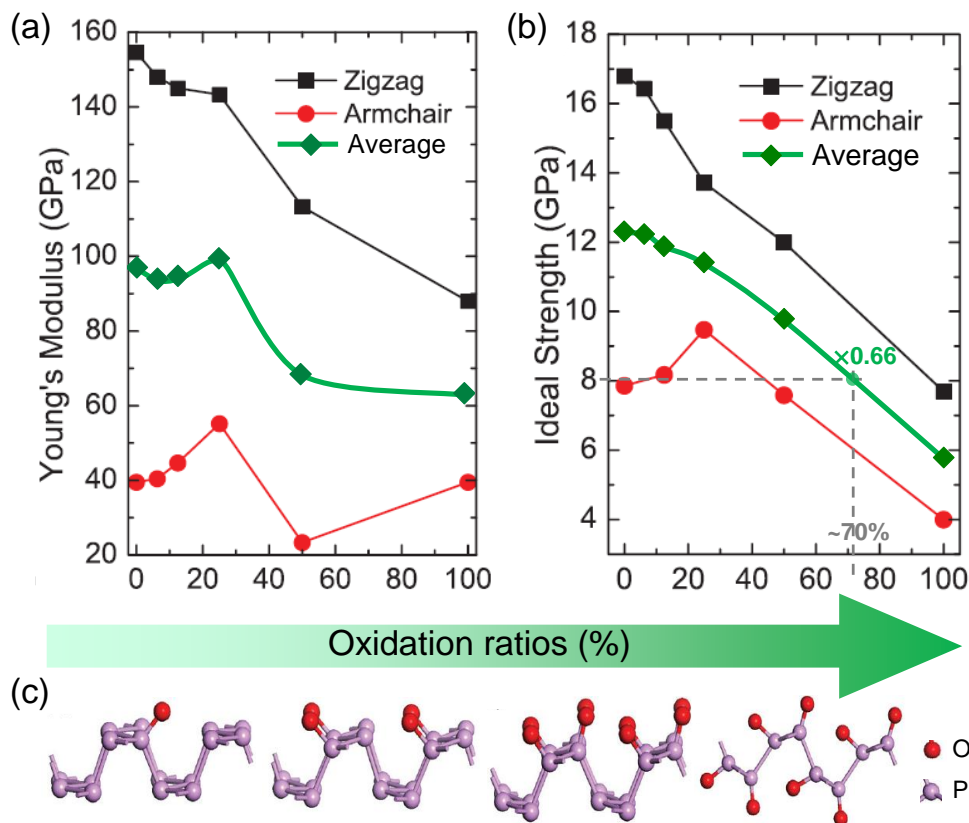 (a)
160
140
120
100
80
60
40
20
0 20 40 60 80 100
Young's Modulus (GPa)
Zigzag
Armchair
Average
(b)
18
16
14
12
10
8
6
4
0 20 40 60 80 100
Ideal Strength (GPa)
Zigzag
Armchair
Average
×0.66
~70%
Oxidation ratios (%)
(c)
O
P